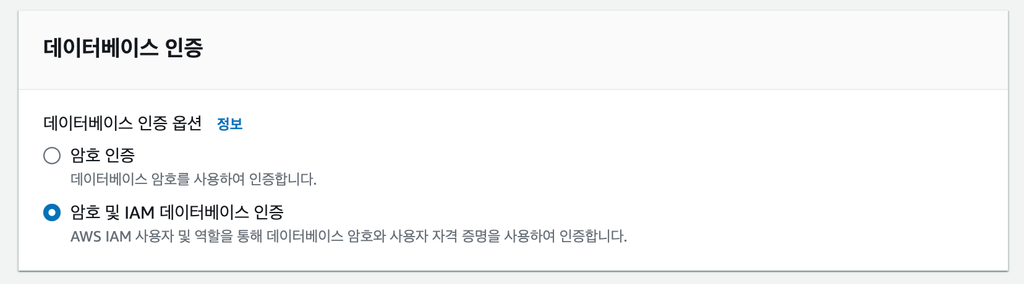 데이터베이스 인증
데이터베이스 인증 옵션 정보
암호 인증
데이터베이스 암호를 사용하여 인증합니다.
암호 및 IAM 데이터베이스 인증
AWS IAM 사용자 및 역할을 통해 데이터베이스 암호와 사용자 자격 증명을 사용하여 인증합니다.